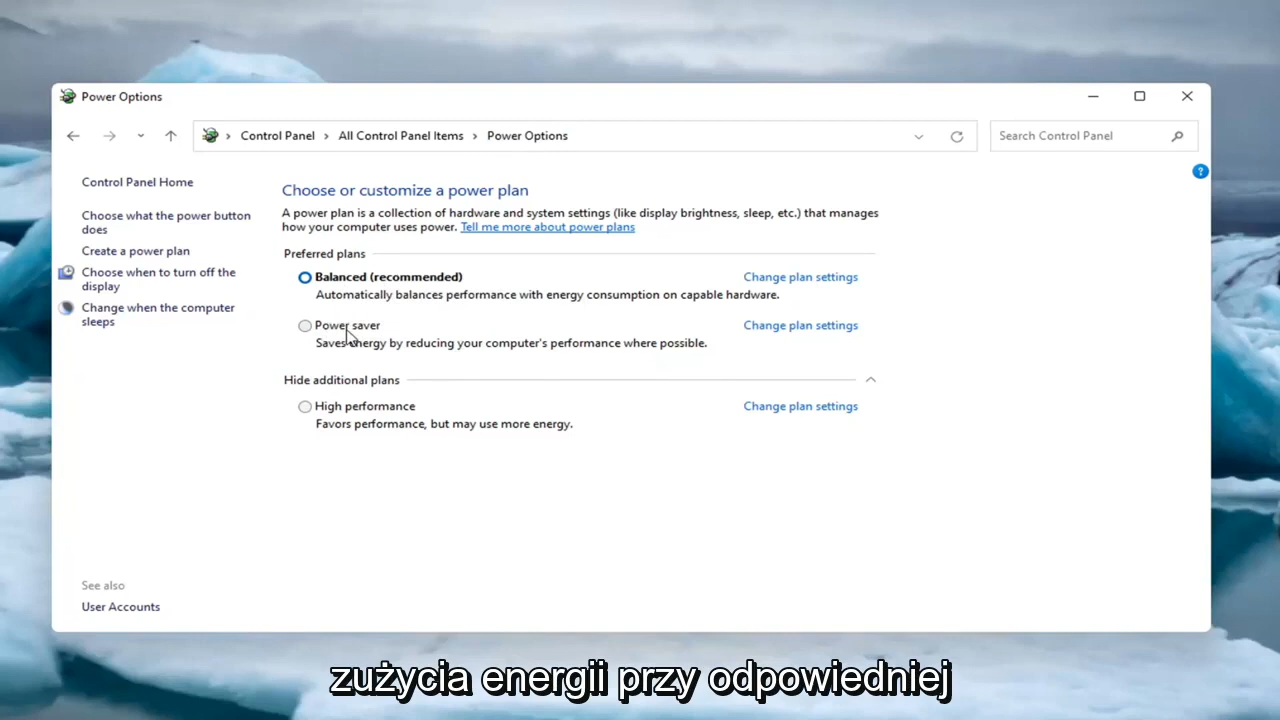 Power Options
Control Panel > All Control Panel Items > Power Options
Search Control Panel
?
Control Panel Home
Choose what the power button
does
Create a power plan
Choose when to turn off the
display
Change when the computer
sleeps
Choose or customize a power plan
A power plan is a collection of hardware and system settings (like display brightness, sleep, etc.) that manages
how your computer uses power. Tell me more about power plans
Preferred plans
Balanced (recommended) Change plan settings
Automatically balances performance with energy consumption on capable hardware.
Power saver Change plan settings
Saves energy by reducing your computer's performance where possible.
Hide additional plans
High performance Change plan settings
Favors performance, but may use more energy.
See also
User Accounts
zużycia energii przy odpowiedniej